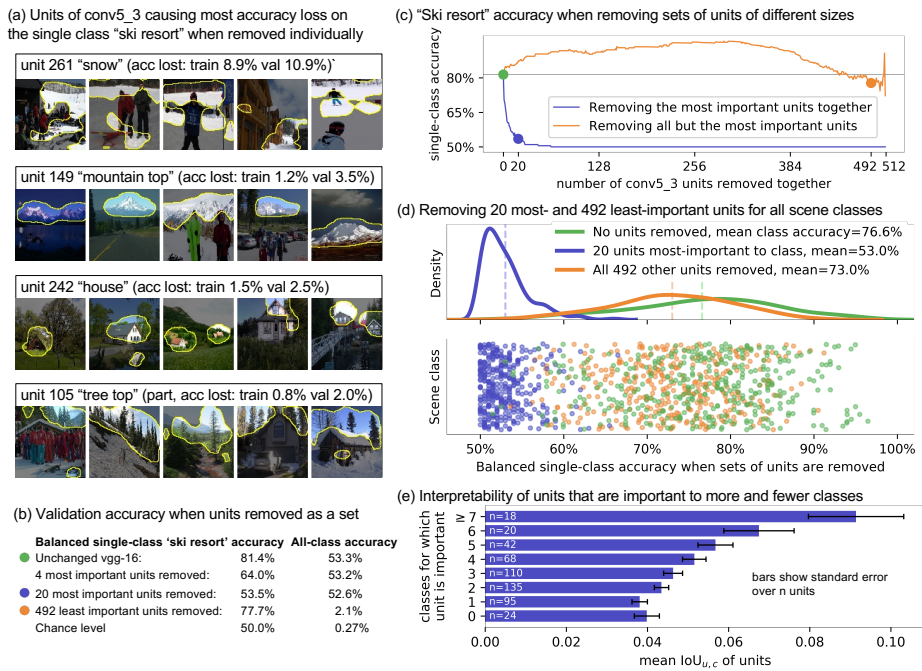 (a) Units of conv5_3 causing most accuracy loss on
the single class “ski resort” when removed individually
unit 261 “snow” (acc lost: train 8.9% val 10.9%)`
unit 149 “mountain top” (acc lost: train 1.2% val 3.5%)
unit 242 “house” (acc lost: train 1.5% val 2.5%)
unit 105 “tree top” (part, acc lost: train 0.8% val 2.0%)
(b) Validation accuracy when units removed as a set
Balanced single-class ‘ski resort’ accuracy All-class accuracy
Unchanged vgg-16: 81.4% 53.3%
4 most important units removed: 64.0% 53.2%
20 most important units removed: 53.5% 52.6%
492 least important units removed: 77.7% 2.1%
Chance level 50.0% 0.27%
(c) “Ski resort” accuracy when removing sets of units of different sizes
single-class accuracy
80%
65%
50%
Removing the most important units together
Removing all but the most important units
0 20 128 256 384 492 512
number of conv5_3 units removed together
(d) Removing 20 most- and 492 least-important units for all scene classes
Density
No units removed, mean class accuracy=76.6%
20 units most-important to class, mean=53.0%
All 492 other units removed, mean=73.0%
Scene class
50% 60% 70% 80% 90% 100%
Balanced single-class accuracy when sets of units are removed
(e) Interpretability of units that are important to more and fewer classes
classes for which
unit is important
≥ 7 n=18
6 n=20
5 n=42
4 n=68
3 n=110
2 n=135
1 n=95
0 n=24
bars show standard error
over n units
0.00 0.02 0.04 0.06 0.08 0.10
mean IoU_{u,c} of units